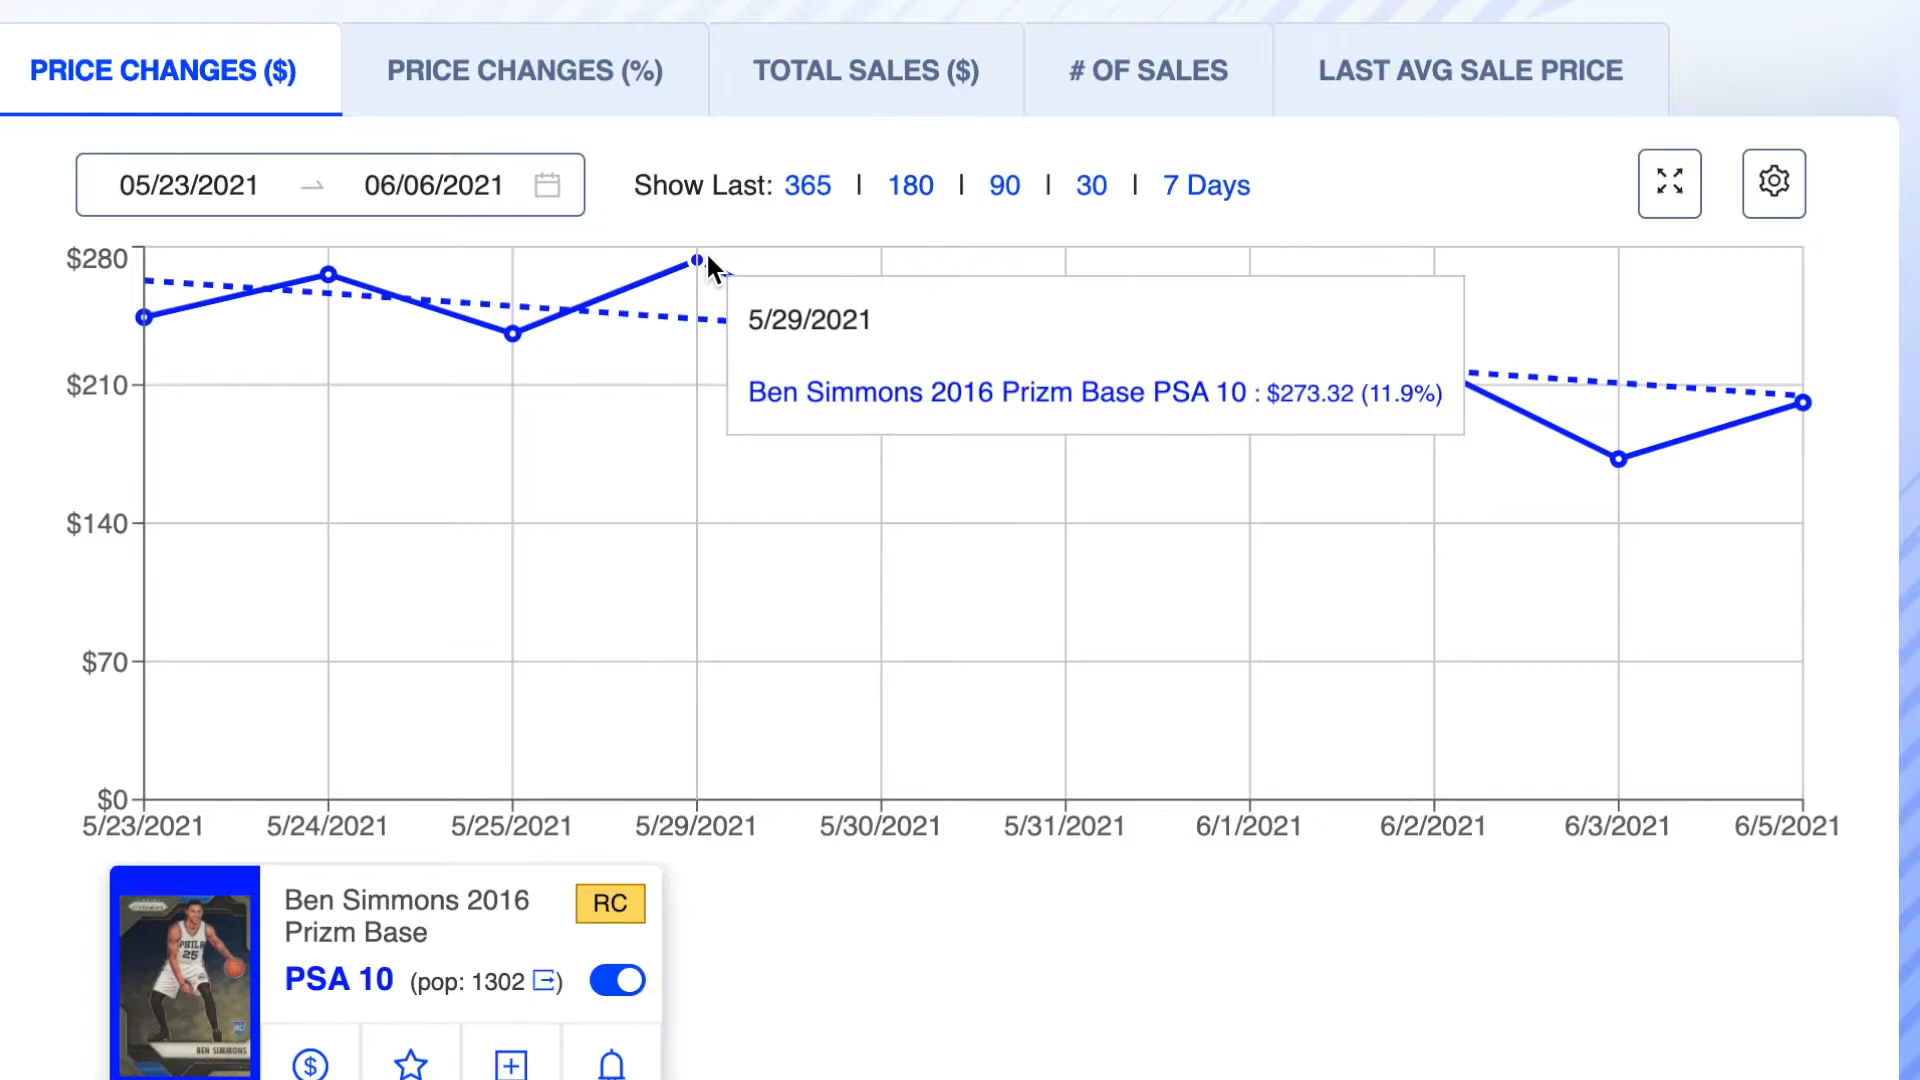 PRICE CHANGES ($) PRICE CHANGES (%) TOTAL SALES ($) # OF SALES LAST AVG SALE PRICE
05/23/2021 → 06/06/2021 Show Last: 365 | 180 | 90 | 30 | 7 Days
$280
5/29/2021
$210
Ben Simmons 2016 Prizm Base PSA 10 : $273.32 (11.9%)
$140
$70
$0
5/23/2021 5/24/2021 5/25/2021 5/29/2021 5/30/2021 5/31/2021 6/1/2021 6/2/2021 6/3/2021 6/5/2021
Ben Simmons 2016 RC
Prizm Base
PSA 10 (pop: 1302)
PHILA
25
BEN SIMMONS